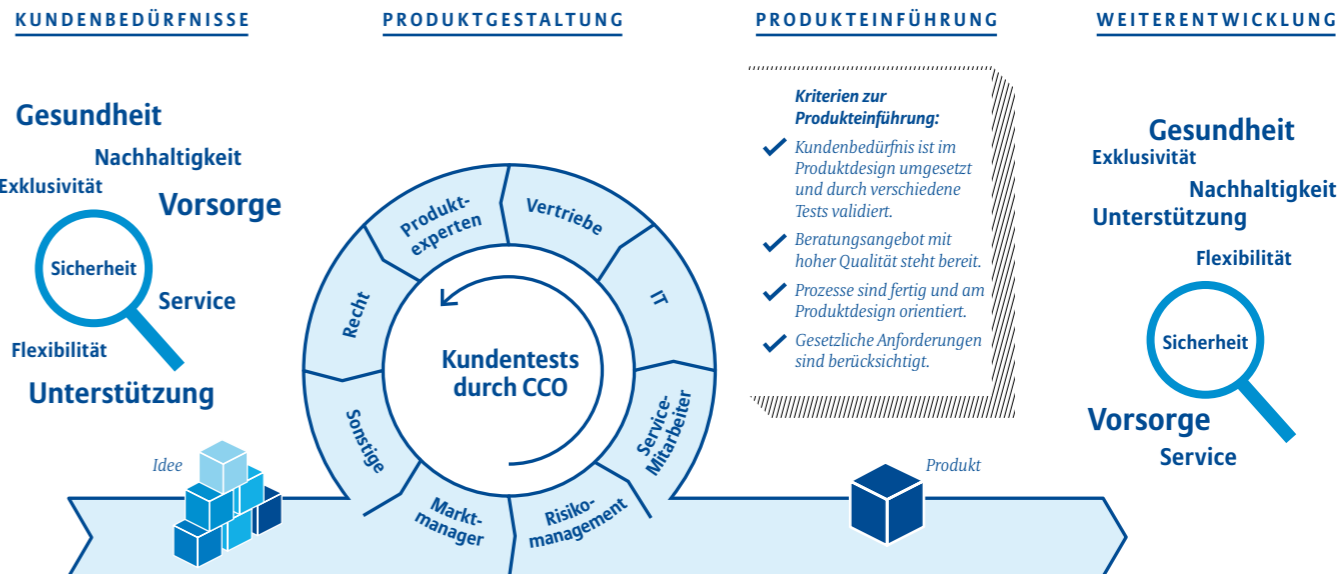 KUNDENBEDÜRFNISSE
PRODUKTGESTALTUNG
PRODUKTEINFÜHRUNG
WEITERENTWICKLUNG
Gesundheit
Nachhaltigkeit
Exklusivität
Vorsorge
Sicherheit
Service
Flexibilität
Unterstützung
Idee
Produkt-
experten
Vertriebe
IT
Service-
Mitarbeiter
Risiko-
management
Markt-
manager
Sonstige
Recht
Kundentests
durch CCO
Kriterien zur
Produkteinführung:
Kundenbedürfnis ist im
Produktdesign umgesetzt
und durch verschiedene
Tests validiert.
Beratungsangebot mit
hoher Qualität steht bereit.
Prozesse sind fertig und am
Produktdesign orientiert.
Gesetzliche Anforderungen
sind berücksichtigt.
Produkt
Gesundheit
Exklusivität
Nachhaltigkeit
Unterstützung
Flexibilität
Sicherheit
Vorsorge
Service